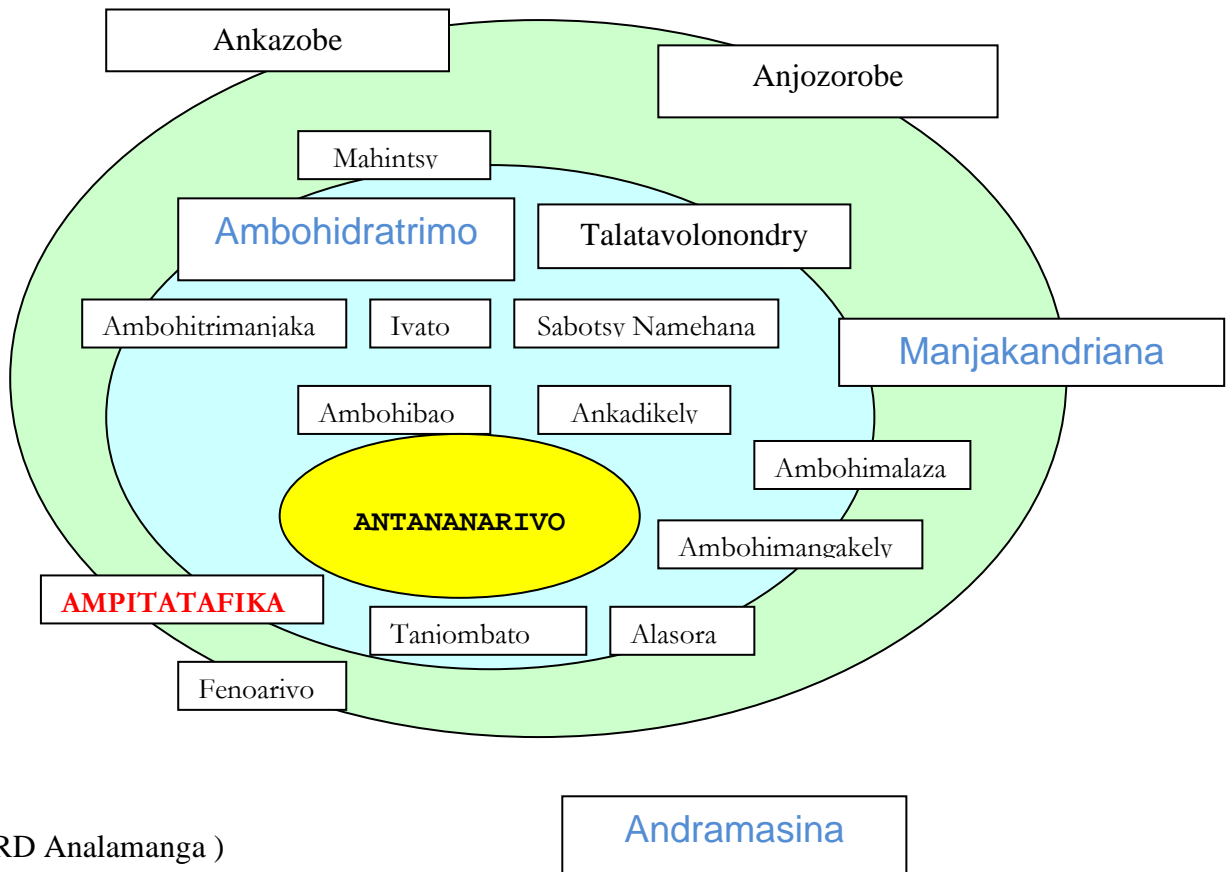 Ankazobe
Anjozorobe
Mahintsy
Ambohidratrimo
Talatavolonondry
Ambohitrimanjaka
Ivato
Sabotsy Namehana
Manjakandriana
Ambohibao
Ankadikely
Ambohimalaza
ANTANANARIVO
Ambohimangakely
AMPITATAFIKA
Taniombato
Alasora
Fenoarivo
Andramasina
RD Analamanga )